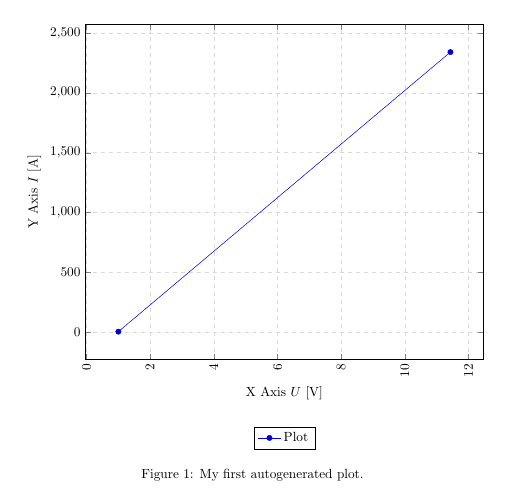 2,500
2,000
1,500
1,000
500
0
Y Axis I [A]
0 2 4 6 8 10 12
X Axis U [V]
Plot
Figure 1: My first autogenerated plot.